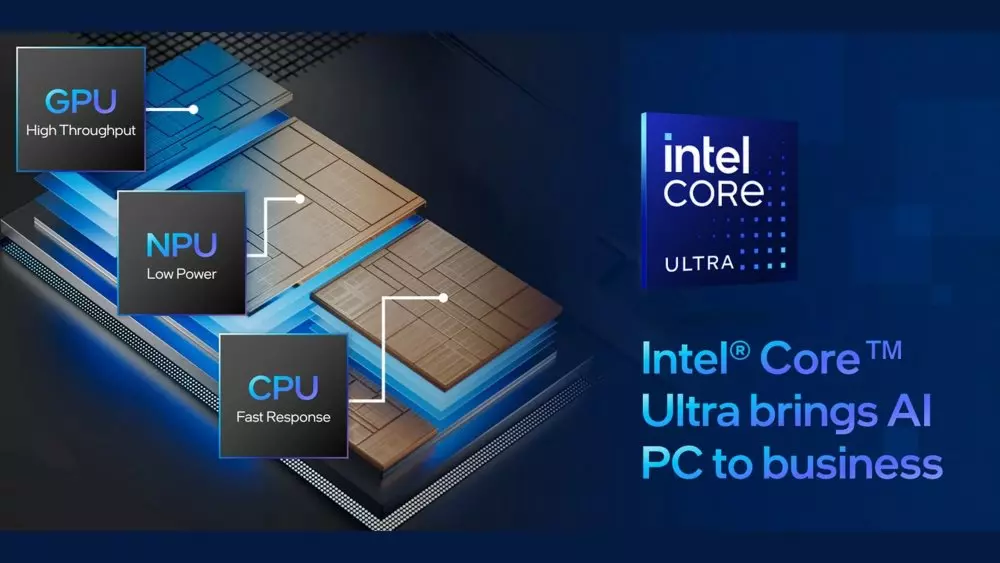 GPU
High Throughput
NPU
Low Power
CPU
Fast Response
intel
CORE
ULTRA
Intel® Core™
Ultra brings AI
PC to business